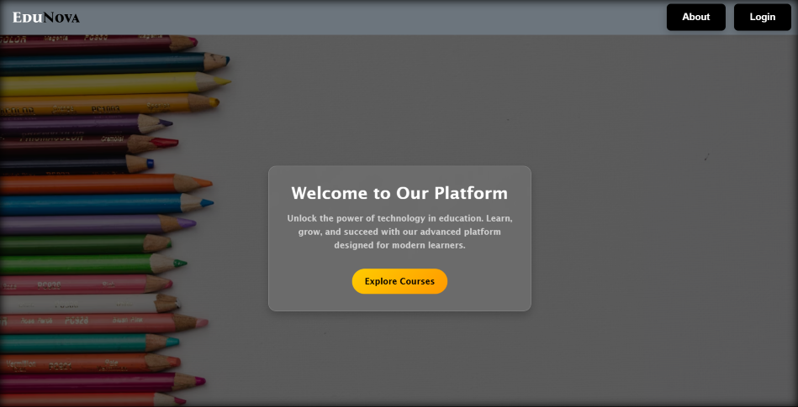 EduNova
About
Login
Welcome to Our Platform
Unlock the power of technology in education. Learn,
grow, and succeed with our advanced platform
designed for modern learners.
Explore Courses